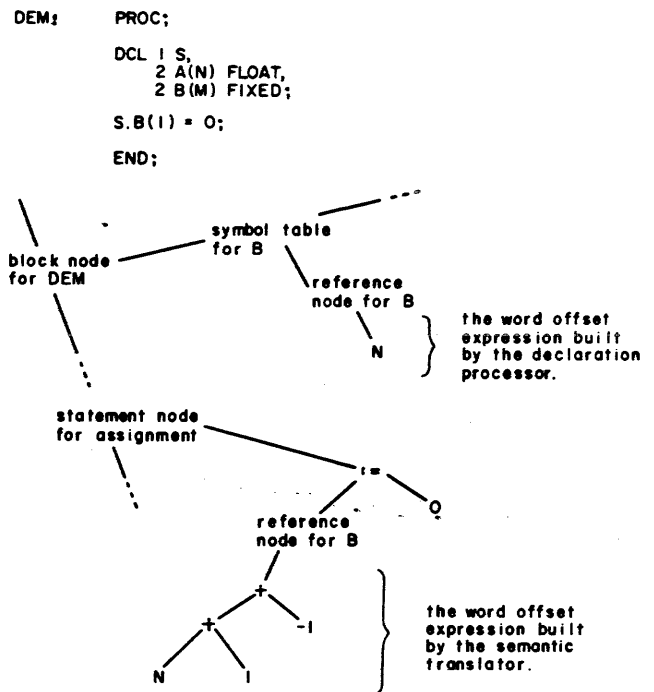 DEM: PROC;
DCL 1 S,
2 A(N) FLOAT,
2 B(M) FIXED;
S.B(I) = 0;
END;
symbol table
for B
block node
for DEM
reference
node for B
N
the word offset
expression built
by the declaration
processor.
statement node
for assignment
:=
0
reference
node for B
+
+
-1
N
I
the word offset
expression built
by the semantic
translator.